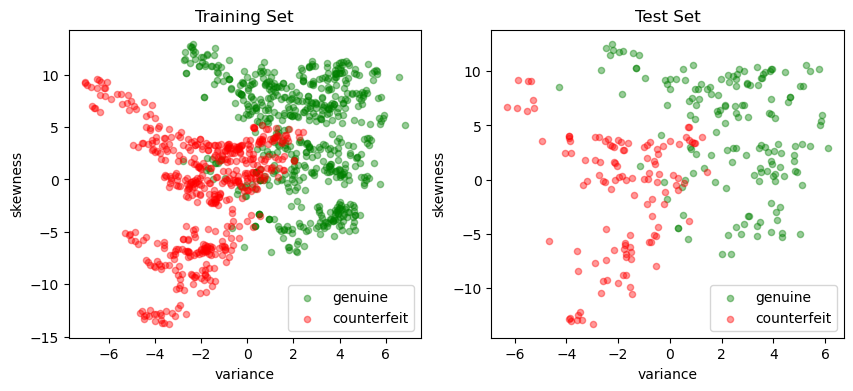 Training Set
skewness
10
5
0
−5
−10
−15
−6
−4
−2
0
2
4
6
variance
genuine
counterfeit
Test Set
skewness
10
5
0
−5
−10
−6
−4
−2
0
2
4
6
variance
genuine
counterfeit